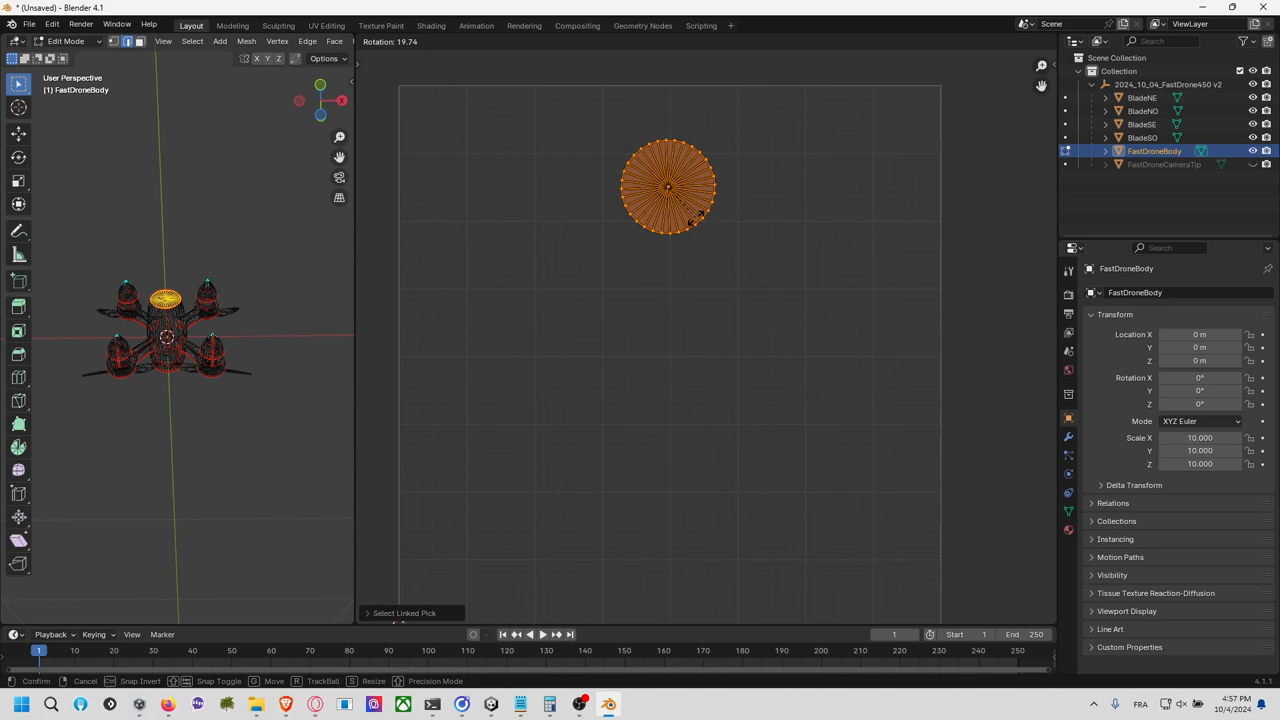 * (Unsaved) - Blender 4.1
File Edit Render Window Help Layout Modeling Sculpting UV Editing Texture Paint Shading Animation Rendering Compositing Geometry Nodes Scripting + Scene ViewLayer
Edit Mode View Select Add Mesh Vertex Edge Face Rotation: 19.74 Search
X Y Z Options
User Perspective
(1) FastDroneBody
X
Scene Collection
Collection
2024_10_04_FastDrone450 v2
BladeNE
BladeNO
BladeSE
BladeSO
FastDroneBody
FastDroneCameraTip
Search
FastDroneBody
FastDroneBody
Transform
Location X 0 m
Y 0 m
Z 0 m
Rotation X 0°
Y 0°
Z 0°
Mode XYZ Euler
Scale X 10.000
Y 10.000
Z 10.000
Delta Transform
Relations
Collections
Instancing
Motion Paths
Visibility
Tissue Texture Reaction-Diffusion
Viewport Display
Line Art
Custom Properties
Select Linked Pick
Playback Keying View Marker 1 Start 1 End 250
1 10 20 30 40 50 60 70 80 90 100 110 120 130 140 150 160 170 180 190 200 210 220 230 240 250
Confirm Cancel Snap Invert Snap Toggle G Move R TrackBall S Resize Precision Mode 4.1.1
FRA 4:57 PM
10/4/2024